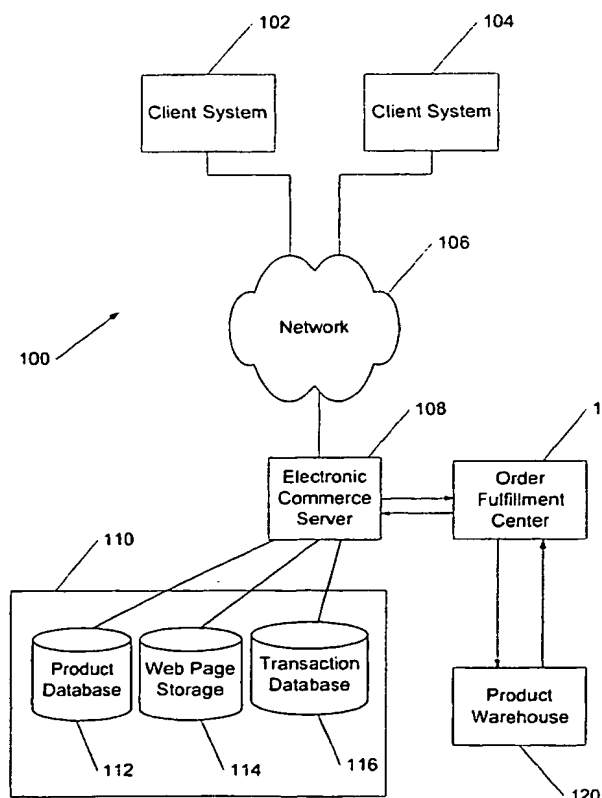 102
104
Client System
Client System
106
Network
100
108
Electronic
Commerce
Server
Order
Fulfillment
Center
110
Product
Database
Web Page
Storage
Transaction
Database
Product
Warehouse
112
114
116
120